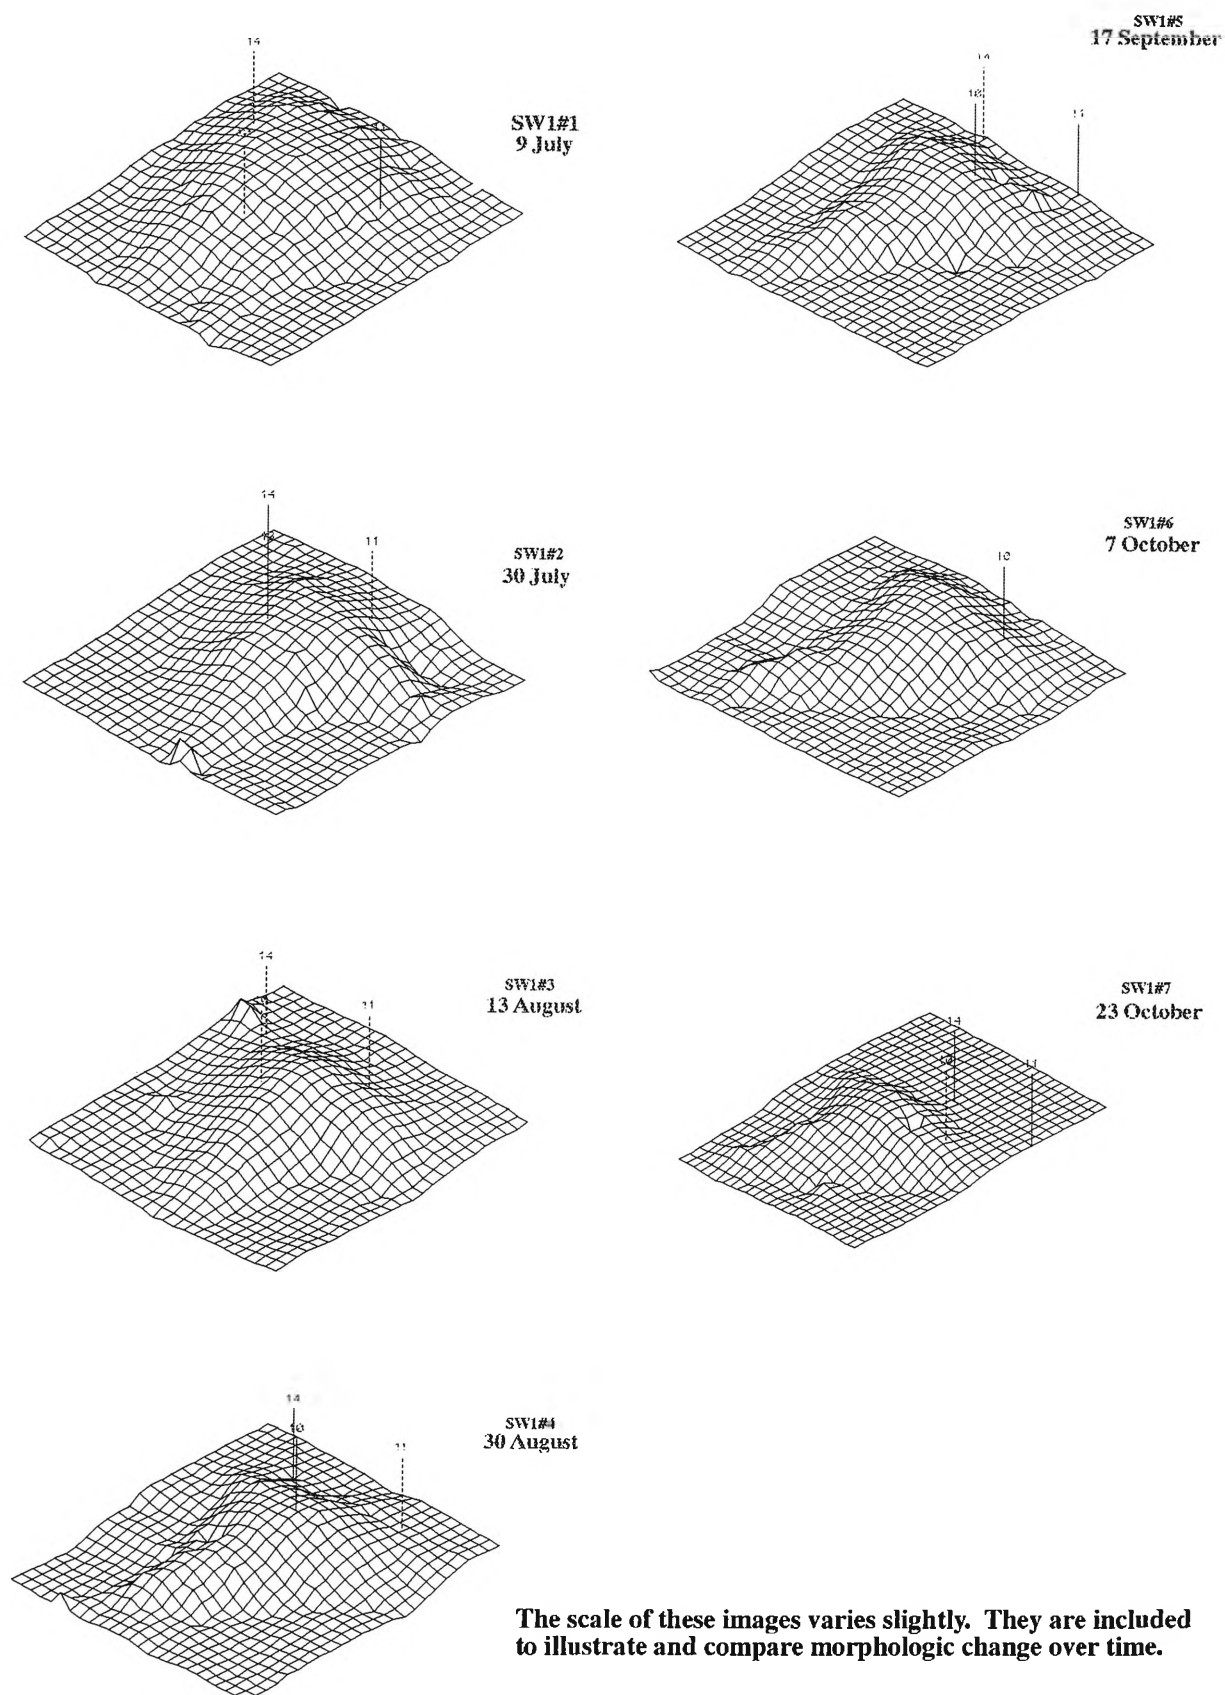 14
11
SW1#1
9 July
14
11
SW1#2
30 July
14
11
SW1#3
13 August
14
10
11
SW1#4
30 August
SW1#5
17 September
14
10
11
SW1#6
7 October
10
SW1#7
23 October
14
10
11
The scale of these images varies slightly. They are included
to illustrate and compare morphologic change over time.